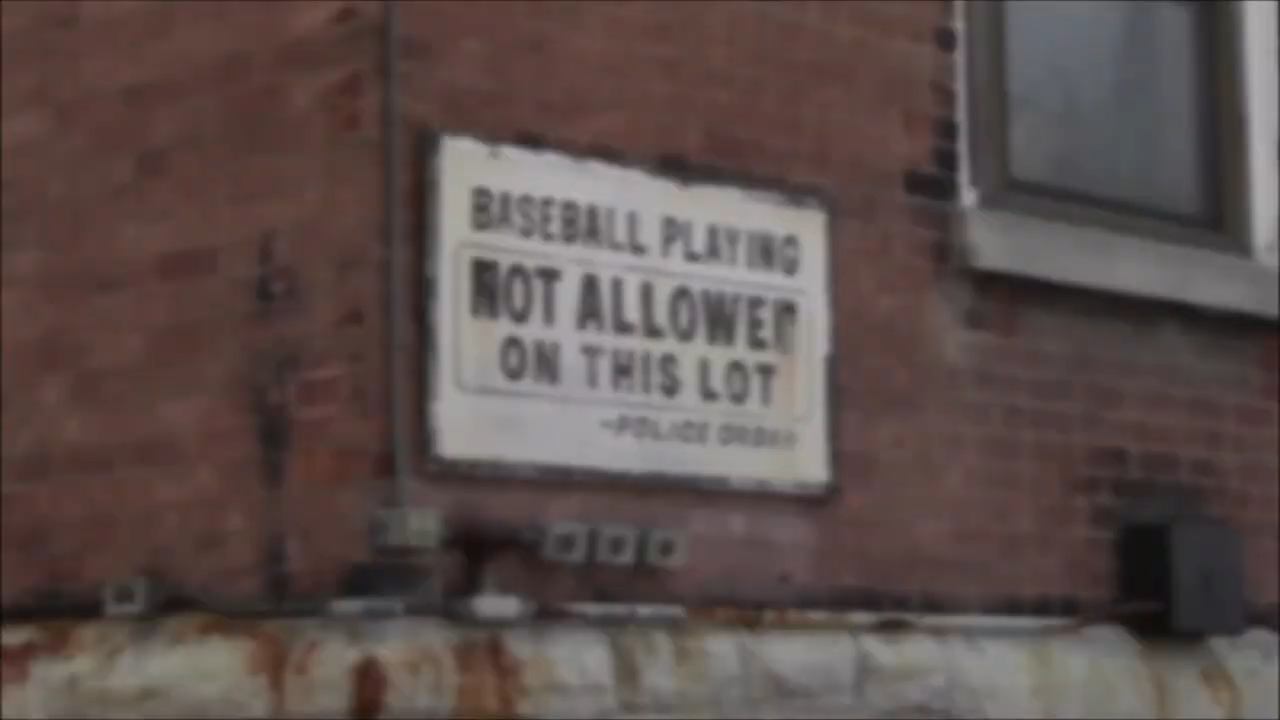 BASEBALL PLAYING
NOT ALLOWED
ON THIS LOT
-POLICE ORDER